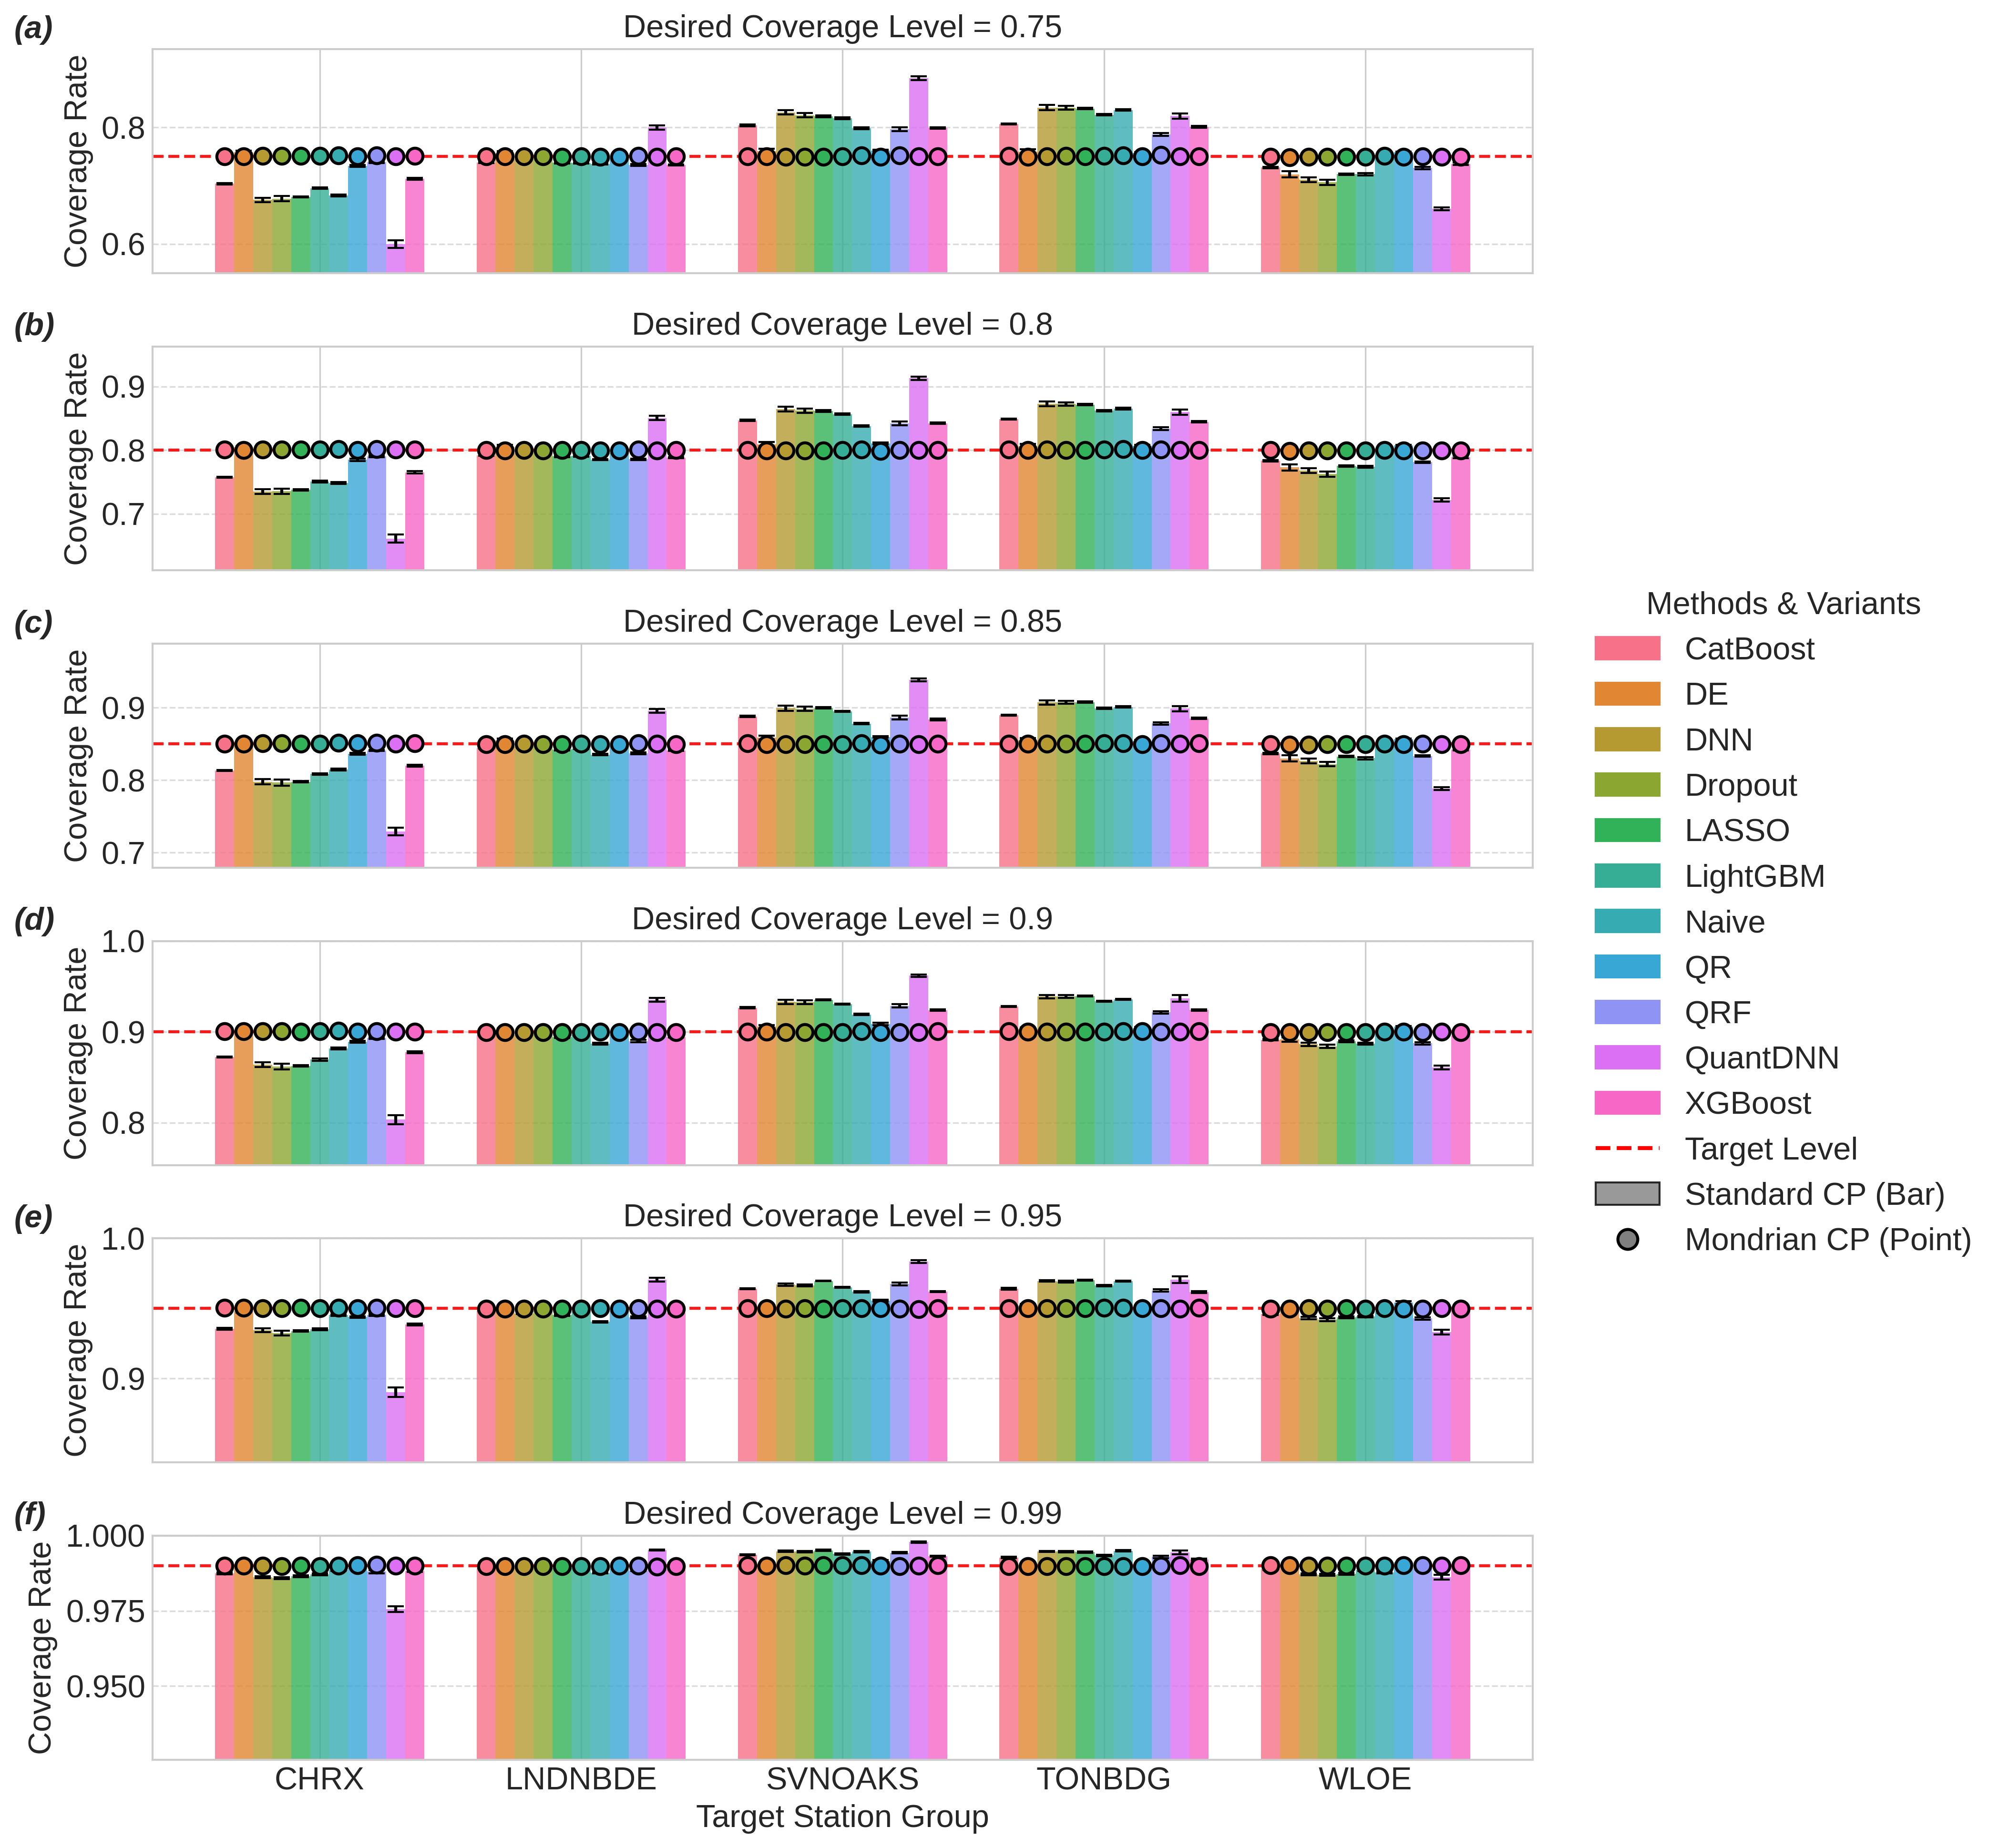 (a)
Desired Coverage Level = 0.75
Coverage Rate
0.8
0.6
(b)
Desired Coverage Level = 0.8
Coverage Rate
0.9
0.8
0.7
(c)
Desired Coverage Level = 0.85
Coverage Rate
0.9
0.8
0.7
(d)
Desired Coverage Level = 0.9
Coverage Rate
1.0
0.9
0.8
(e)
Desired Coverage Level = 0.95
Coverage Rate
1.0
0.9
(f)
Desired Coverage Level = 0.99
Coverage Rate
1.000
0.975
0.950
CHRX
LNDNBDE
SVNOAKS
TONBDG
WLOE
Target Station Group
Methods & Variants
CatBoost
DE
DNN
Dropout
LASSO
LightGBM
Naive
QR
QRF
QuantDNN
XGBoost
Target Level
Standard CP (Bar)
Mondrian CP (Point)